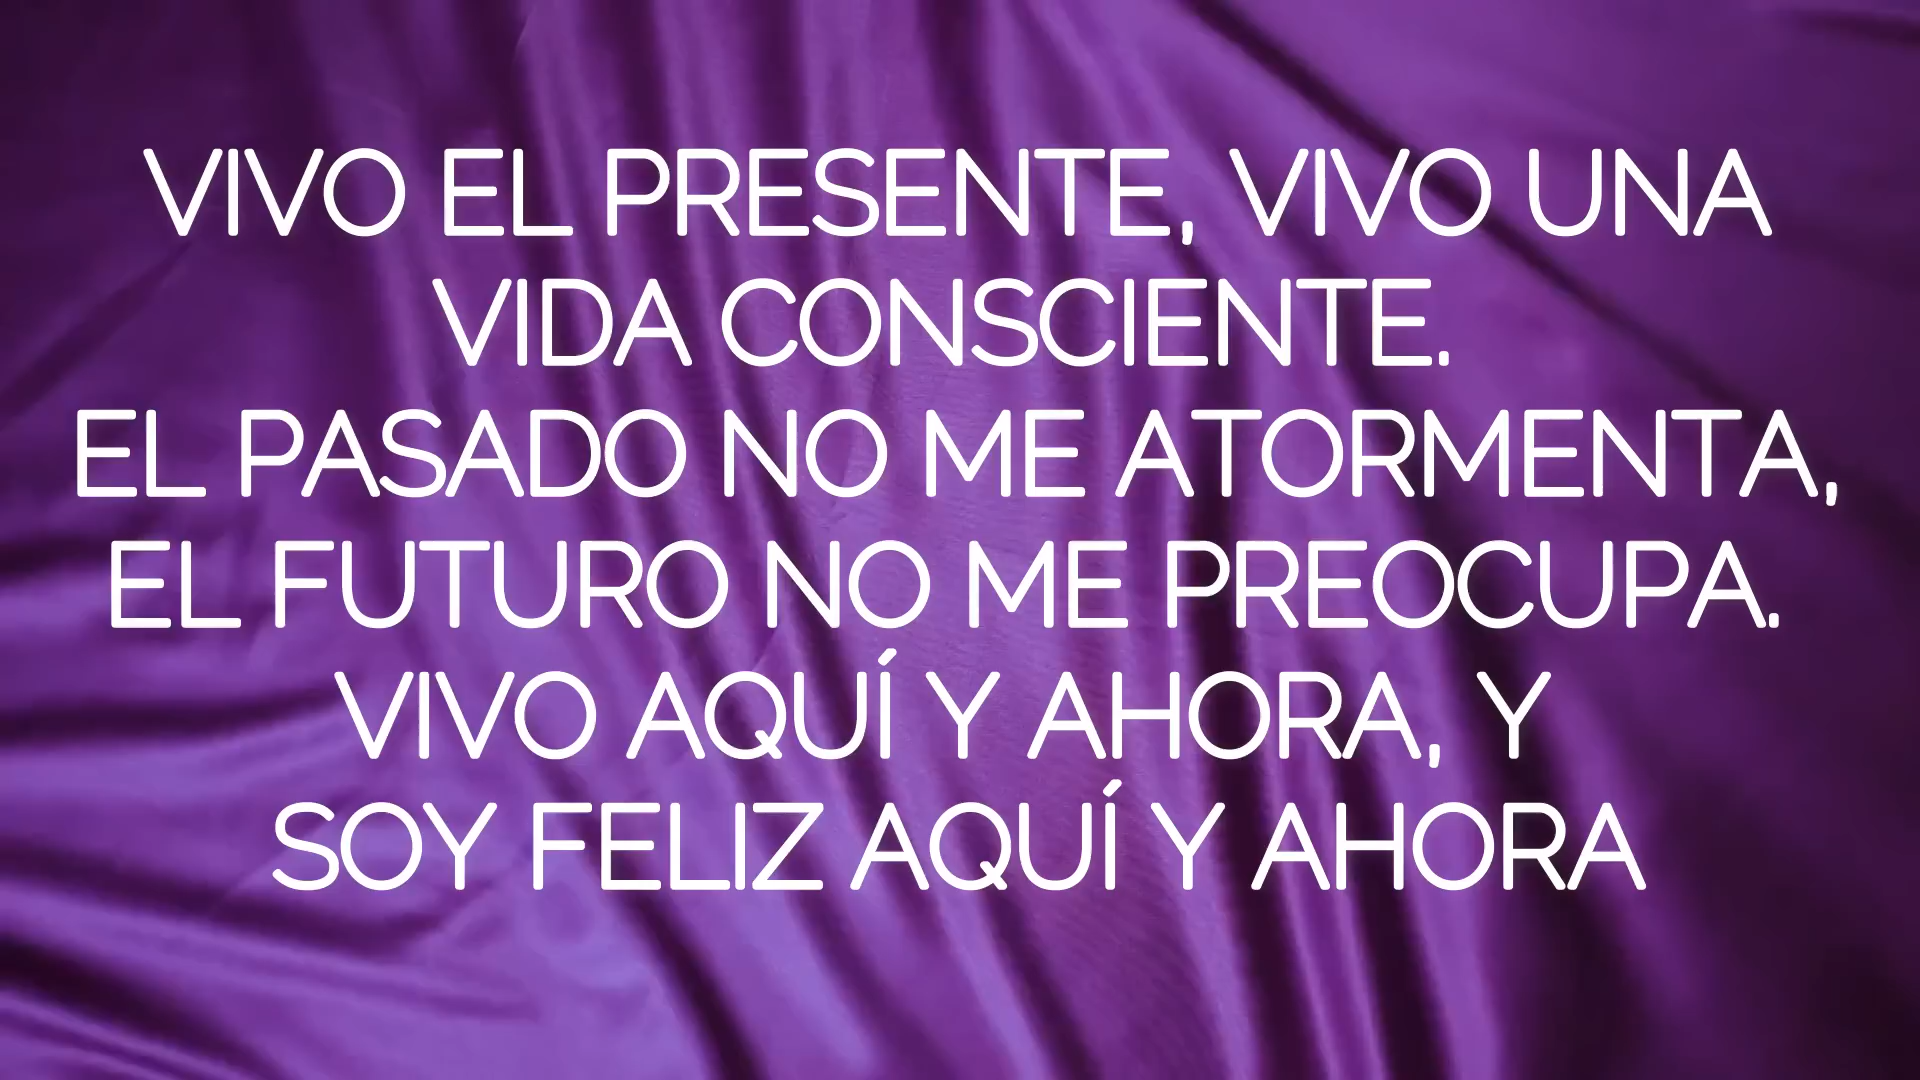 VIVO EL PRESENTE, VIVO UNA
VIDA CONSCIENTE.
EL PASADO NO ME ATORMENTA,
EL FUTURO NO ME PREOCUPA.
VIVO AQUÍ Y AHORA, Y
SOY FELIZ AQUÍ Y AHORA